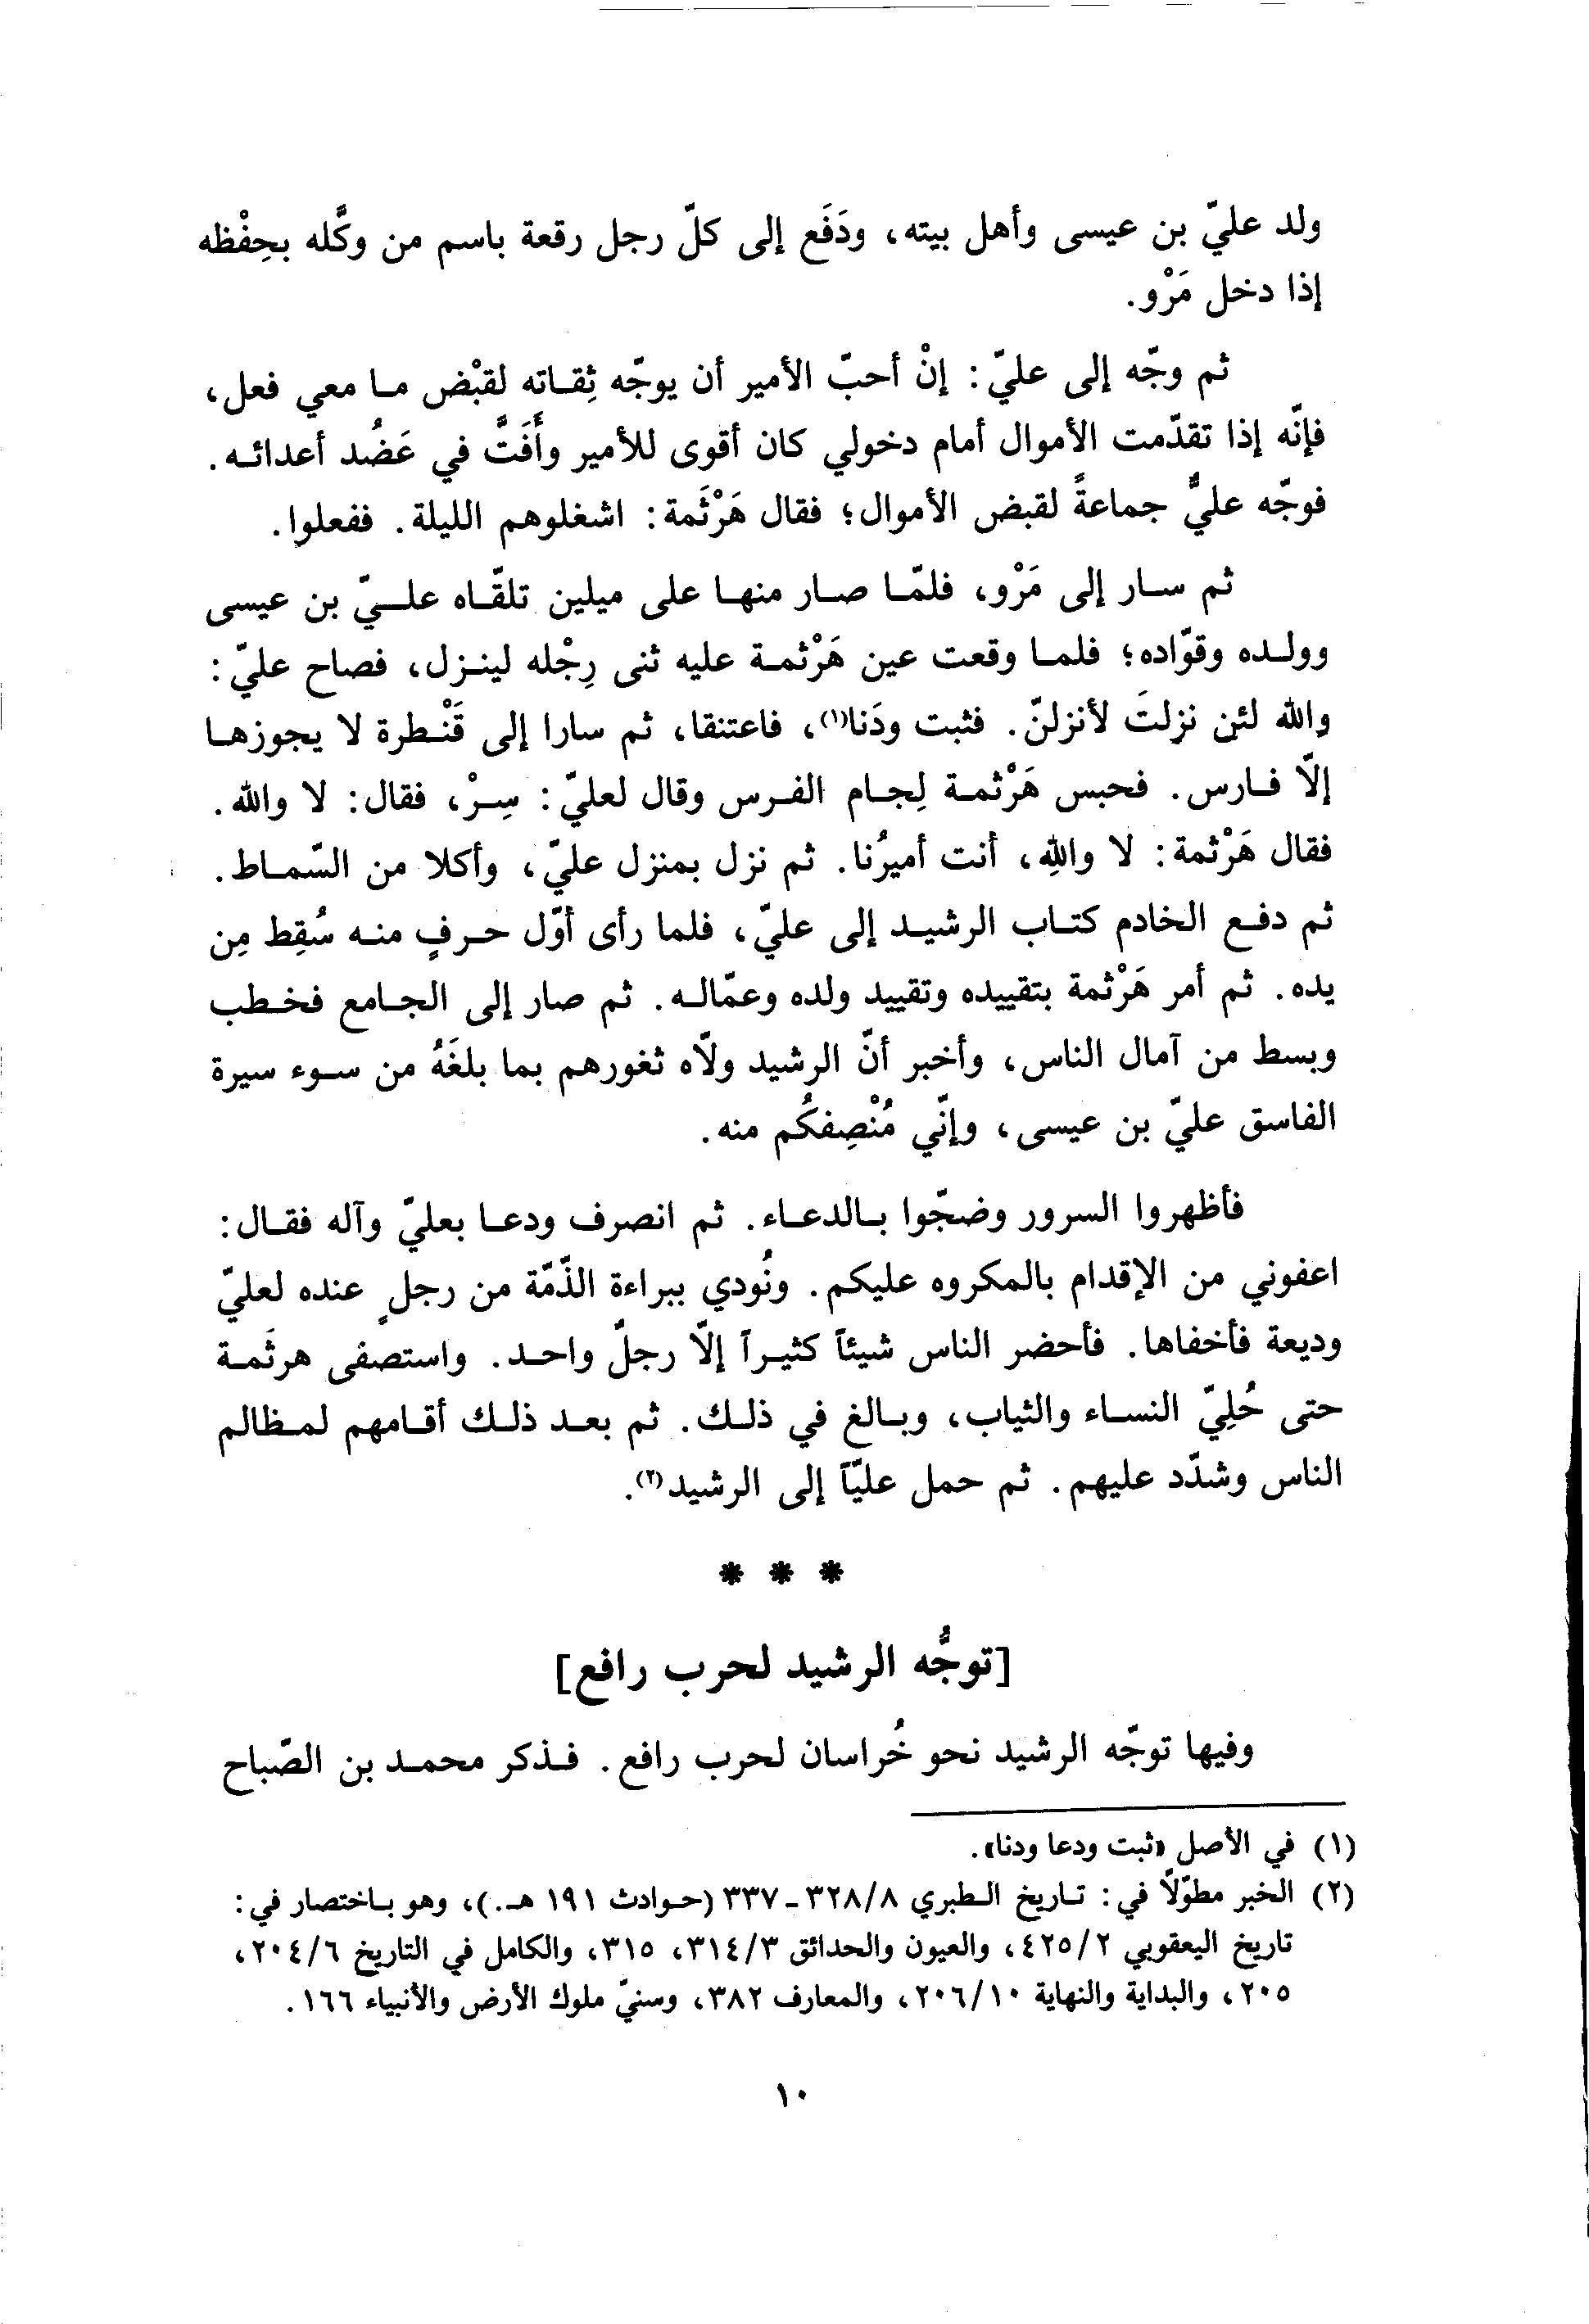 ولد عليّ بن عيسى وأهل بيته، ودَفَع إلى كلّ رجل رقعة باسم من وكَّله بحِفْظه
إذا دخل مَرْو.
ثم وجّه إلى عليّ: إنْ أحبّ الأمير أن يوجّه ثِقاته لقبْض ما معي فعل،
فإنّه إذا تقدّمت الأموال أمام دخولي كان أقوى للأمير وأَفَتَّ في عَضُد أعدائه.
فوجّه عليٌّ جماعةً لقبض الأموال؛ فقال هَرْثَمة: اشغلوهم الليلة. ففعلوا.
ثم سار إلى مَرْو، فلمّا صار منها على ميلين تلقّاه عليّ بن عيسى
وولده وقوّاده؛ فلما وقعت عين هَرْثمة عليه ثنى رِجْله لينزل، فصاح عليّ:
والله لئن نزلتَ لأنزلنّ. فثبت ودَنا(١)، فاعتنقا، ثم سارا إلى قَنْطرة لا يجوزها
إلّا فارس. فحبس هَرْثمة لِجام الفرس وقال لعليّ: سِرْ، فقال: لا والله.
فقال هَرْثمة: لا واللهِ، أنت أميرُنا. ثم نزل بمنزل عليّ، وأكلا من السّماط.
ثم دفع الخادم كتاب الرشيد إلى عليّ، فلما رأى أوّل حرفٍ منه سُقِط مِن
يده. ثم أمر هَرْثمة بتقييده وتقييد ولده وعمّاله. ثم صار إلى الجامع فخطب
وبسط من آمال الناس، وأخبر أنّ الرشيد ولّاه ثغورهم بما بلغَهُ من سوء سيرة
الفاسق عليّ بن عيسى، وإنّي مُنْصِفكُم منه.
فأظهروا السرور وضجّوا بالدعاء. ثم انصرف ودعا بعليّ وآله فقال:
اعفوني من الإقدام بالمكروه عليكم. ونُودي ببراءة الذّمّة من رجلٍ عنده لعليّ
وديعة فأخفاها. فأحضر الناس شيئاً كثيراً إلّا رجلٌ واحد. واستصفى هرثَمة
حتى حُلِيّ النساء والثياب، وبالغ في ذلك. ثم بعد ذلك أقامهم لمظالم
الناس وشدّد عليهم. ثم حمل عليّاً إلى الرشيد(٢).
* * *
[توجُّه الرشيد لحرب رافع]
وفيها توجّه الرشيد نحو خُراسان لحرب رافع. فذكر محمد بن الصّباح
(١) في الأصل «ثبت ودعا ودنا».
(٢) الخبر مطوّلاً في: تاريخ الطبري ٣٢٨/٨ ـ ٣٣٧ (حوادث ١٩١ هـ.)، وهو باختصار في:
تاريخ اليعقوبي ٤٢٥/٢، والعيون والحدائق ٣١٤/٣، ٣١٥، والكامل في التاريخ ٢٠٤/٦،
٢٠٥، والبداية والنهاية ٢٠٦/١٠، والمعارف ٣٨٢، وسنيّ ملوك الأرض والأنبياء ١٦٦.
١٠